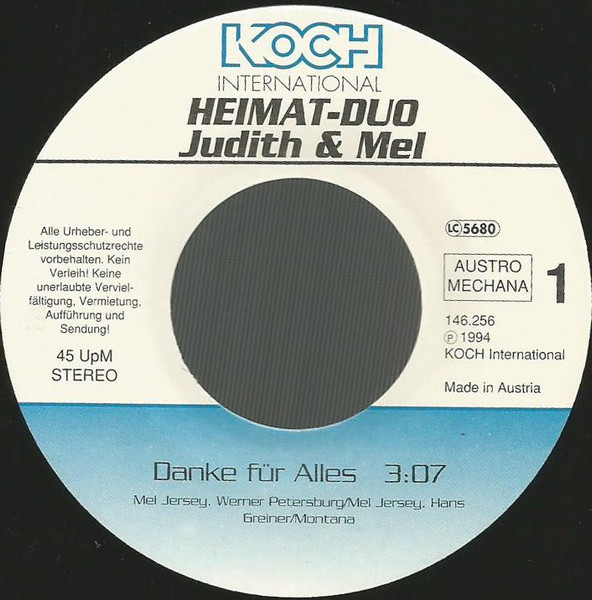 KOCH
INTERNATIONAL
HEIMAT-DUO
Judith & Mel
Alle Urheber- und
Leistungsschutzrechte
vorbehalten. Kein
Verleih! Keine
unerlaubte Verviel-
fältigung, Vermietung,
Aufführung und
Sendung!
45 UpM
STEREO
LC 5680
AUSTRO
MECHANA
1
146.256
℗ 1994
KOCH International
Made in Austria
Danke für Alles 3:07
Mel Jersey, Werner Petersburg/Mel Jersey, Hans
Greiner/Montana